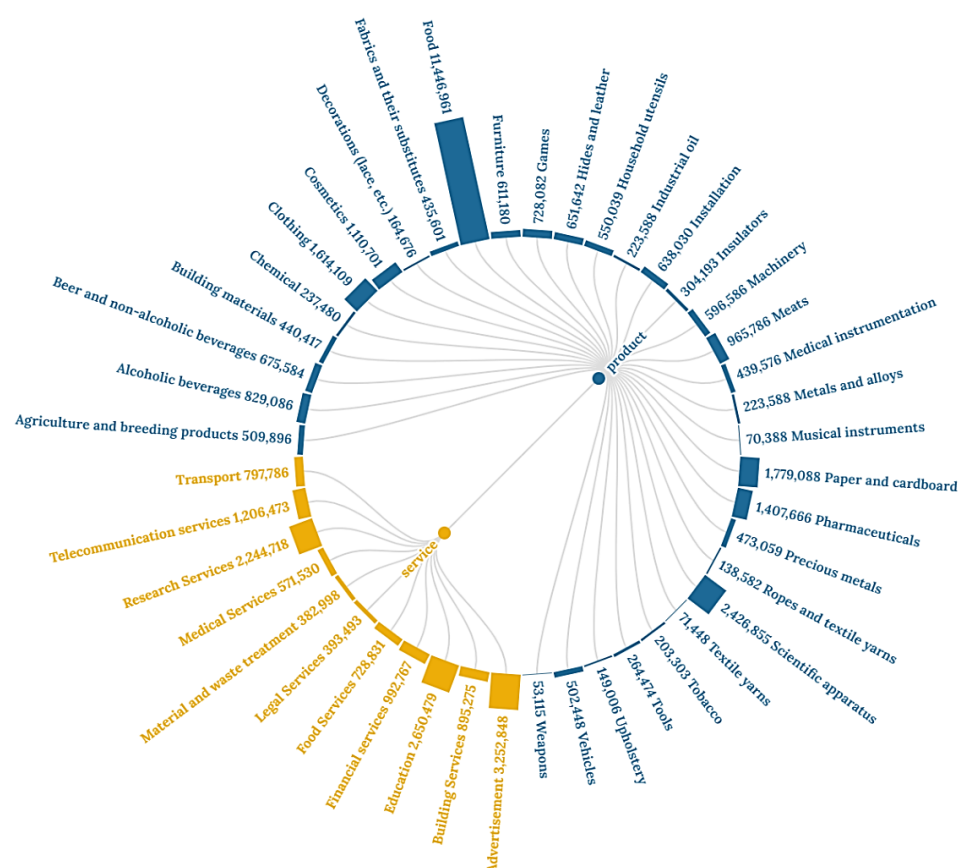 Food 11,446,961
Furniture 611,180
728,082 Games
651,642 Hides and leather
550,039 Household utensils
223,588 Industrial oil
638,030 Installation
304,193 Insulators
596,586 Machinery
965,786 Meats
439,576 Medical instrumentation
223,588 Metals and alloys
70,388 Musical instruments
1,779,088 Paper and cardboard
1,407,666 Pharmaceuticals
473,059 Precious metals
138,582 Ropes and textile yarns
2,426,855 Scientific apparatus
71,448 Textile yarns
203,303 Tobacco
264,474 Tools
149,006 Upholstery
502,448 Vehicles
53,115 Weapons
Advertisement 3,252,848
Building Services 895,275
Education 2,650,479
Financial services 992,767
Food Services 728,831
Legal Services 393,493
Material and waste treatment 382,998
Medical Services 571,530
Research Services 2,244,718
Telecommunication services 1,206,473
Transport 797,786
Agriculture and breeding products 509,896
Alcoholic beverages 829,086
Beer and non-alcoholic beverages 675,584
Building materials 440,417
Chemical 237,480
Clothing 1,614,109
Cosmetics 1,110,701
Decorations (lace, etc.) 164,676
Fabrics and their substitutes 435,601
product
service